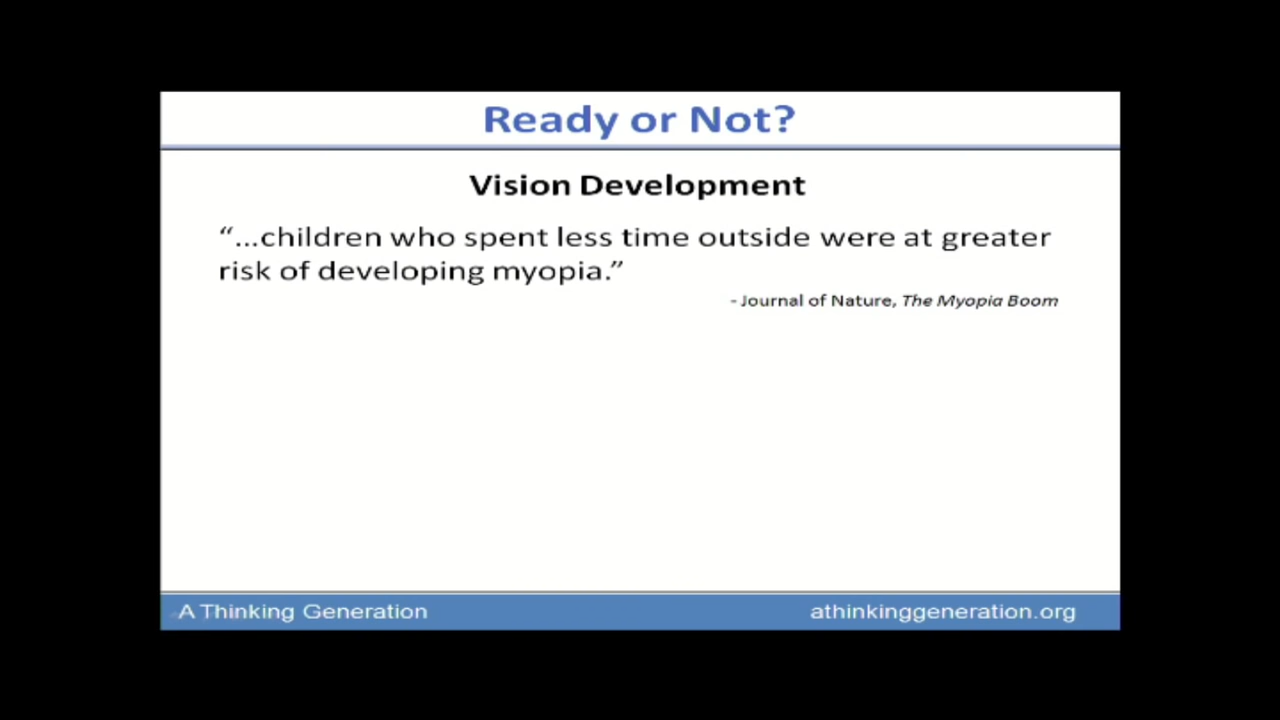 Ready or Not?
Vision Development
“...children who spent less time outside were at greater
risk of developing myopia.”
- Journal of Nature, The Myopia Boom
A Thinking Generation
athinkinggeneration.org